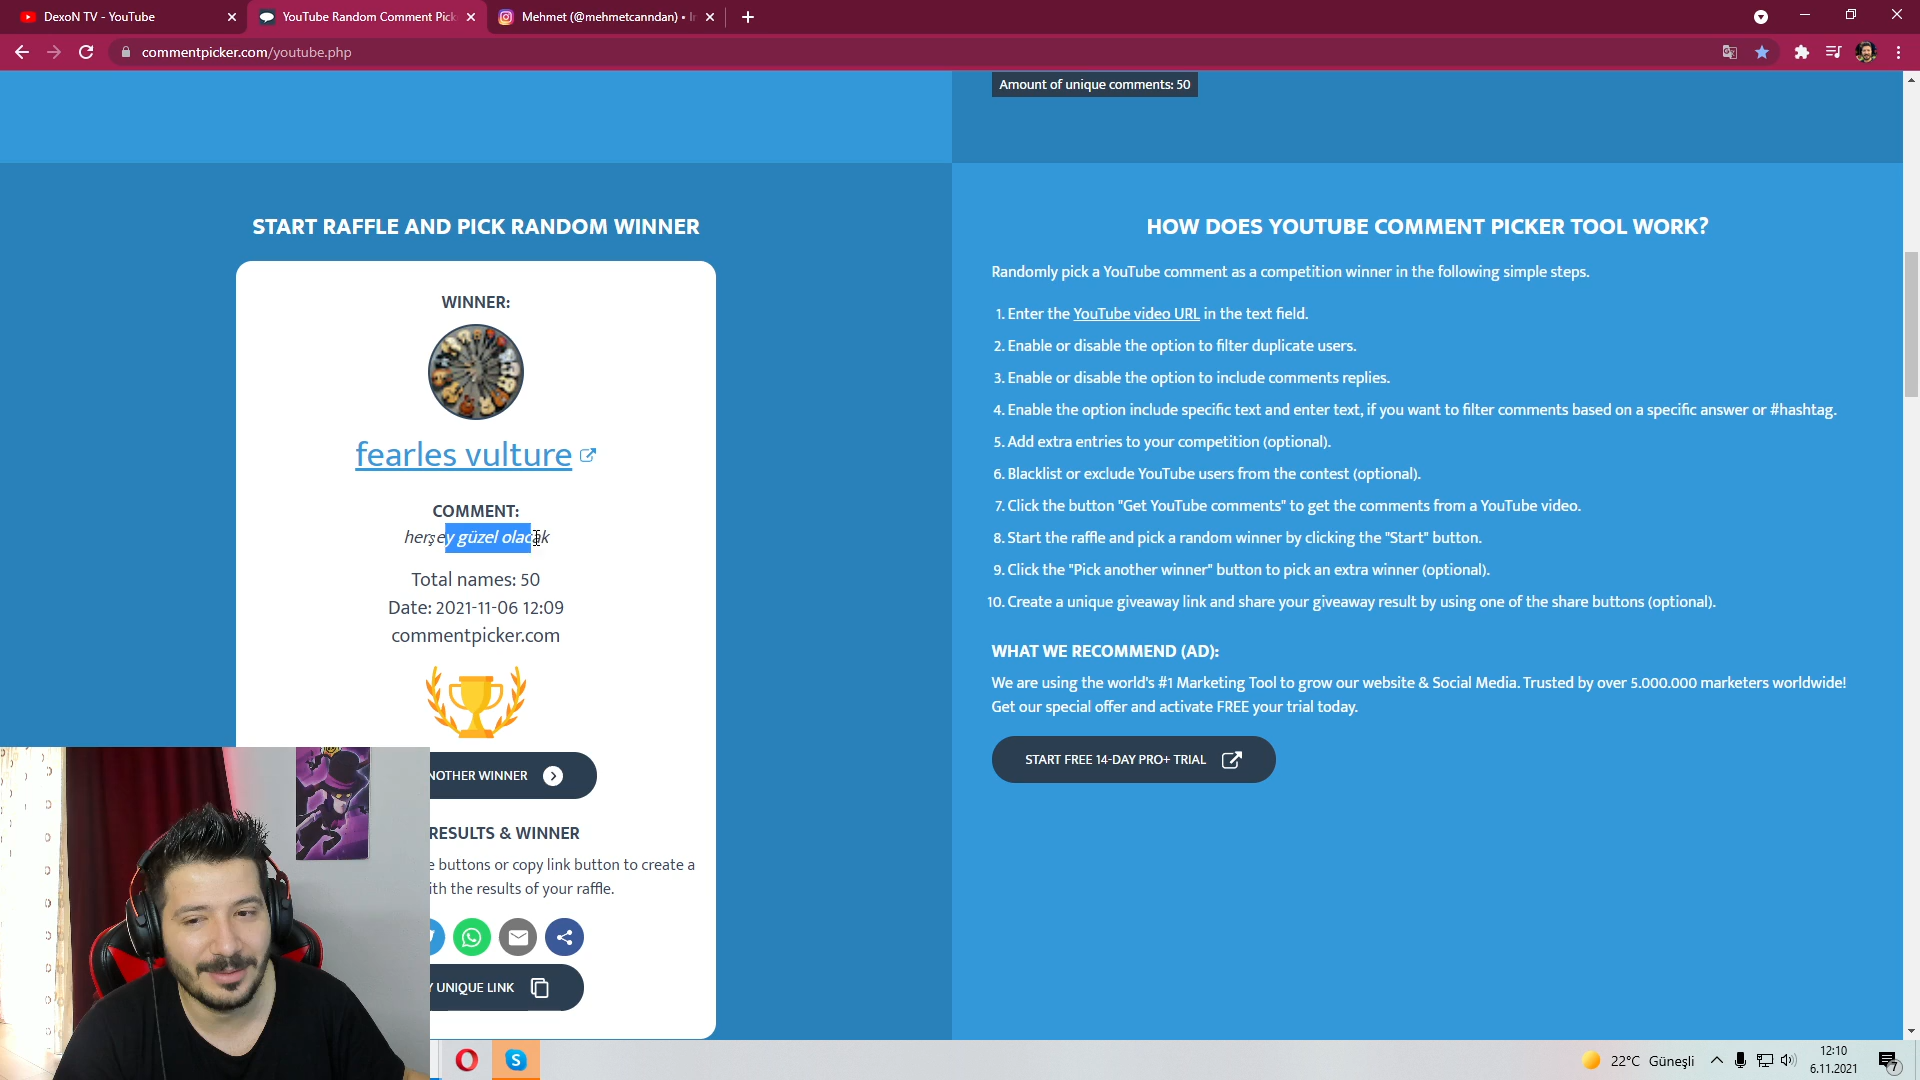 DexoN TV - YouTube
YouTube Random Comment Pick
Mehmet (@mehmetcanndan) • I
commentpicker.com/youtube.php
Amount of unique comments: 50
START RAFFLE AND PICK RANDOM WINNER
WINNER:
fearles vulture
COMMENT:
herşey güzel olacak
Total names: 50
Date: 2021-11-06 12:09
commentpicker.com
NOTHER WINNER
RESULTS & WINNER
e buttons or copy link button to create a
ith the results of your raffle.
Y UNIQUE LINK
HOW DOES YOUTUBE COMMENT PICKER TOOL WORK?
Randomly pick a YouTube comment as a competition winner in the following simple steps.
1. Enter the YouTube video URL in the text field.
2. Enable or disable the option to filter duplicate users.
3. Enable or disable the option to include comments replies.
4. Enable the option include specific text and enter text, if you want to filter comments based on a specific answer or #hashtag.
5. Add extra entries to your competition (optional).
6. Blacklist or exclude YouTube users from the contest (optional).
7. Click the button "Get YouTube comments" to get the comments from a YouTube video.
8. Start the raffle and pick a random winner by clicking the "Start" button.
9. Click the "Pick another winner" button to pick an extra winner (optional).
10. Create a unique giveaway link and share your giveaway result by using one of the share buttons (optional).
WHAT WE RECOMMEND (AD):
We are using the world's #1 Marketing Tool to grow our website & Social Media. Trusted by over 5.000.000 marketers worldwide!
Get our special offer and activate FREE your trial today.
START FREE 14-DAY PRO+ TRIAL
22°C Güneşli
12:10
6.11.2021
7